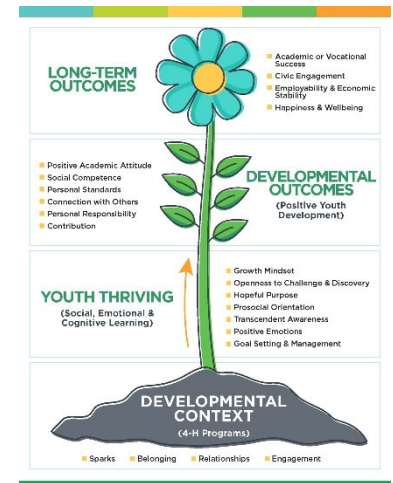 LONG-TERM
OUTCOMES
Academic or Vocational
Success
Civic Engagement
Employability & Economic
Stability
Happiness & Wellbeing
Positive Academic Attitude
Social Competence
Personal Standards
Connection with Others
Personal Responsibility
Contribution
DEVELOPMENTAL
OUTCOMES
(Positive Youth
Development)
YOUTH THRIVING
(Social, Emotional &
Cognitive Learning)
Growth Mindset
Openness to Challenge & Discovery
Hopeful Purpose
Prosocial Orientation
Transcendent Awareness
Positive Emotions
Goal Setting & Management
DEVELOPMENTAL
CONTEXT
(4-H Programs)
Sparks Belonging Relationships Engagement